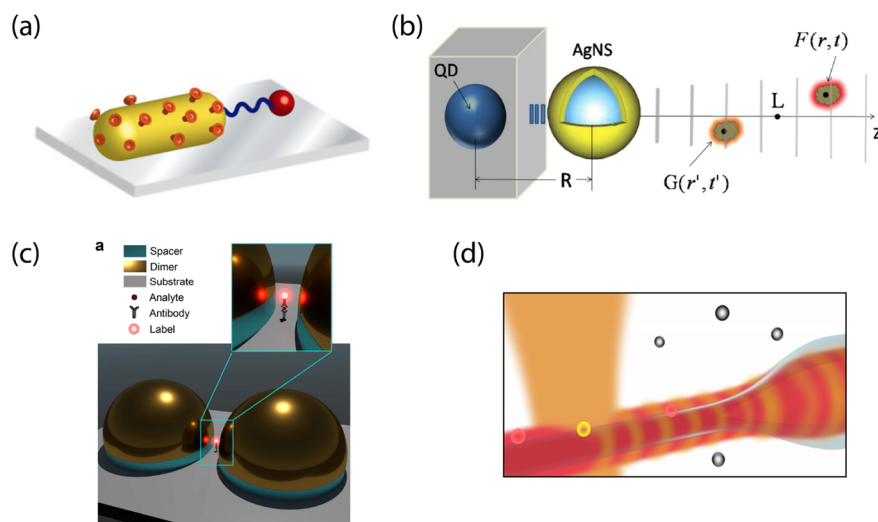 (a)
(b)
QD
AgNS
F(r,t)
L
z
R
G(r',t')
(c)
a
Spacer
Dimer
Substrate
Analyte
Antibody
Label
(d)